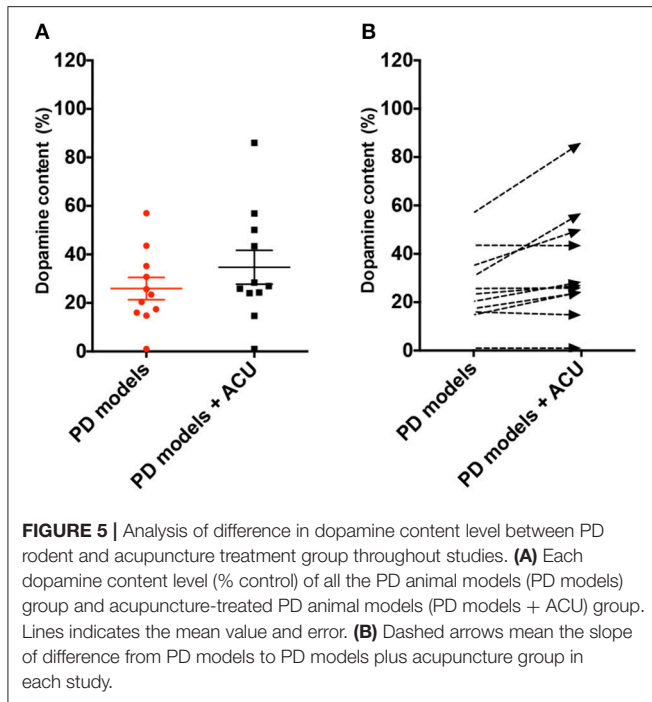 A
B
120
100
80
60
40
20
0
Dopamine content (%)
PD models
PD models + ACU
120
100
80
60
40
20
0
Dopamine content (%)
PD models
PD models + ACU
FIGURE 5 | Analysis of difference in dopamine content level between PD
rodent and acupuncture treatment group throughout studies. (A) Each
dopamine content level (% control) of all the PD animal models (PD models)
group and acupuncture-treated PD animal models (PD models + ACU) group.
Lines indicates the mean value and error. (B) Dashed arrows mean the slope
of difference from PD models to PD models plus acupuncture group in
each study.